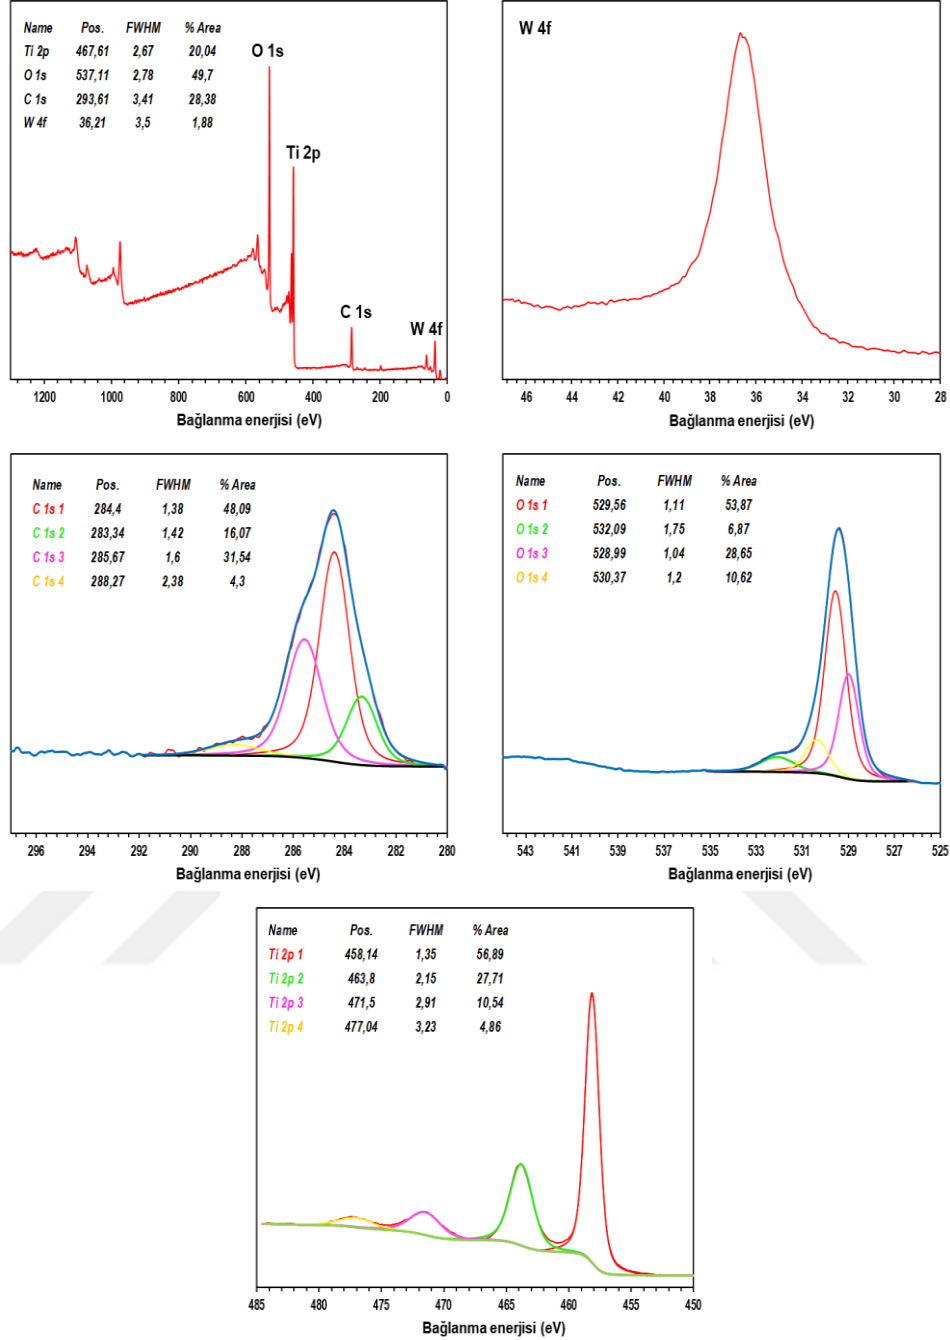 Name Pos. FWHM % Area
Ti 2p 467,61 2,67 20,04
O 1s 537,11 2,78 49,7
C 1s 293,61 3,41 28,38
W 4f 36,21 3,5 1,88
O 1s
Ti 2p
C 1s
W 4f
1200 1000 800 600 400 200 0
Bağlanma enerjisi (eV)
W 4f
46 44 42 40 38 36 34 32 30 28
Bağlanma enerjisi (eV)
Name Pos. FWHM % Area
C 1s 1 284,4 1,38 48,09
C 1s 2 283,34 1,42 16,07
C 1s 3 285,67 1,6 31,54
C 1s 4 288,27 2,38 4,3
296 294 292 290 288 286 284 282 280
Bağlanma enerjisi (eV)
Name Pos. FWHM % Area
O 1s 1 529,56 1,11 53,87
O 1s 2 532,09 1,75 6,87
O 1s 3 528,99 1,04 28,65
O 1s 4 530,37 1,2 10,62
543 541 539 537 535 533 531 529 527 525
Bağlanma enerjisi (eV)
Name Pos. FWHM % Area
Ti 2p 1 458,14 1,35 56,89
Ti 2p 2 463,8 2,15 27,71
Ti 2p 3 471,5 2,91 10,54
Ti 2p 4 477,04 3,23 4,86
485 480 475 470 465 460 455 450
Bağlanma enerjisi (eV)